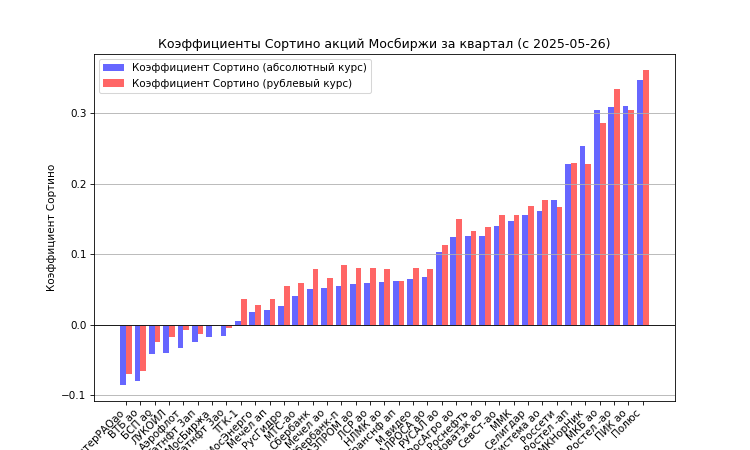 Коэффициенты Сортино акций Мосбиржи за квартал (с 2025-05-26)
Коэффициент Сортино (абсолютный курс)
Коэффициент Сортино (рублевый курс)
Коэффициент Сортино
0.3
0.2
0.1
0.0
−0.1
ВТБ ао
БСП ао
ЛУКОЙЛ
Аэрофлот
МосБиржа
ТГК-1
Мечел ап
РусГидро
МТС-ао
Сбербанк
Мечел ао
ЛСР ао
НЛМК ао
М.видео
РУСАЛ ао
Роснефть
СевСт-ао
ММК
Селигдар
Россети
Ростел -ап
МКБ ао
Ростел -ао
ПИК ао
Полюс